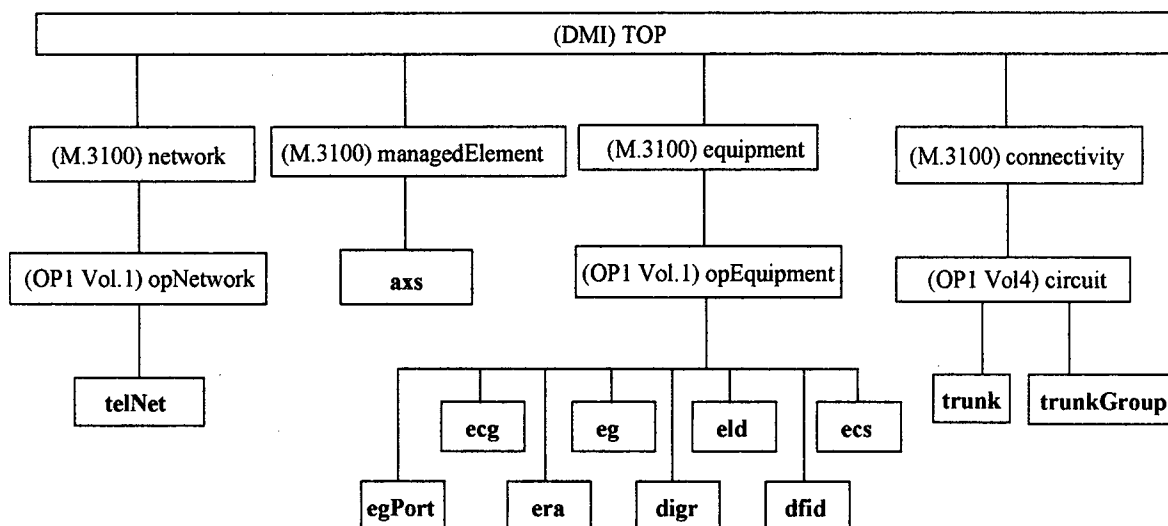 (DMI) TOP
(M.3100) network
(M.3100) managedElement
(M.3100) equipment
(M.3100) connectivity
(OP1 Vol.1) opNetwork
axs
(OP1 Vol.1) opEquipment
(OP1 Vol4) circuit
telNet
ecg
eg
eld
ecs
trunk
trunkGroup
egPort
era
digr
dfid